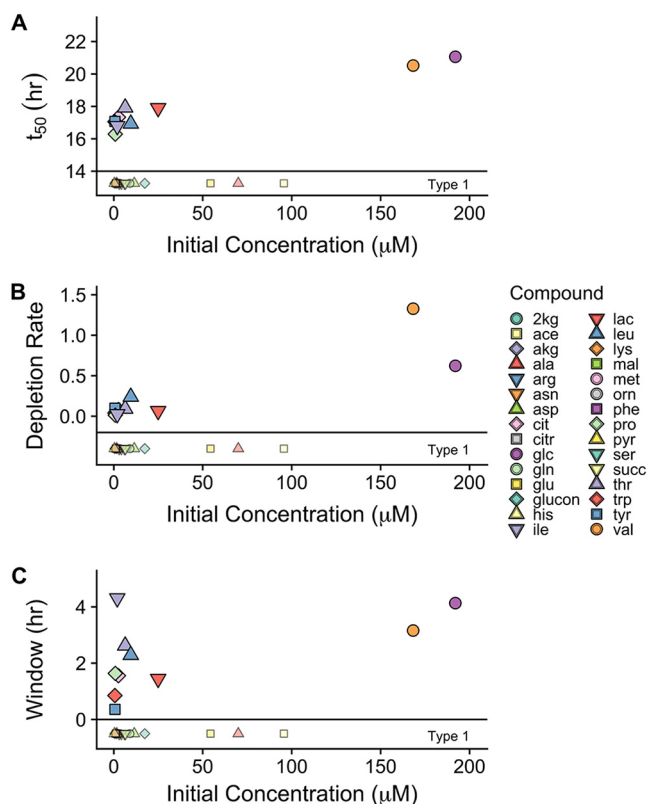 A
t50 (hr)
22
20
18
16
14
Type 1
0
50
100
150
200
Initial Concentration (μM)
B
Depletion Rate
1.5
1.0
0.5
0.0
0
50
100
150
200
Initial Concentration (μM)
C
Window (hr)
4
2
0
Type 1
0
50
100
150
200
Initial Concentration (μM)
Compound
2kg
ace
akg
ala
arg
asn
asp
cit
citr
glc
gln
glu
glucon
his
ile
lac
leu
lys
mal
met
orn
phe
pro
pyr
ser
succ
thr
trp
tyr
val